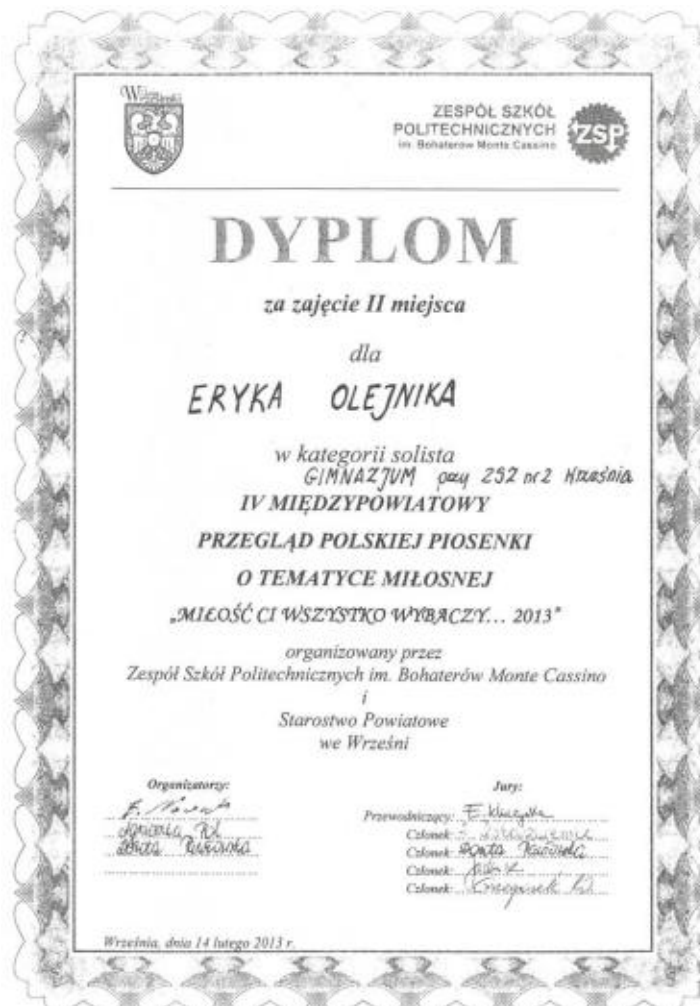 ZESPÓŁ SZKÓŁ
POLITECHNICZNYCH
im. Bohaterów Monte Cassino
ZSP
DYPLOM
za zajęcie II miejsca
dla
ERYKA OLEJNIKA
w kategorii solista
GIMNAZJUM przy ZSZ nr 2 Września
IV MIĘDZYPOWIATOWY
PRZEGLĄD POLSKIEJ PIOSENKI
O TEMATYCE MIŁOSNEJ
„MIŁOŚĆ CI WSZYSTKO WYBACZY... 2013”
organizowany przez
Zespół Szkół Politechnicznych im. Bohaterów Monte Cassino
i
Starostwo Powiatowe
we Wrześni
Organizatorzy:
Jury:
Przewodniczący:
Członek:
Członek:
Członek:
Członek:
Września, dnia 14 lutego 2013 r.